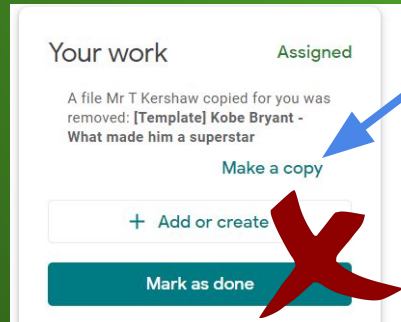 Your work
Assigned
A file Mr T Kershaw copied for you was
removed: [Template] Kobe Bryant -
What made him a superstar
Make a copy
+ Add or create
Mark as done